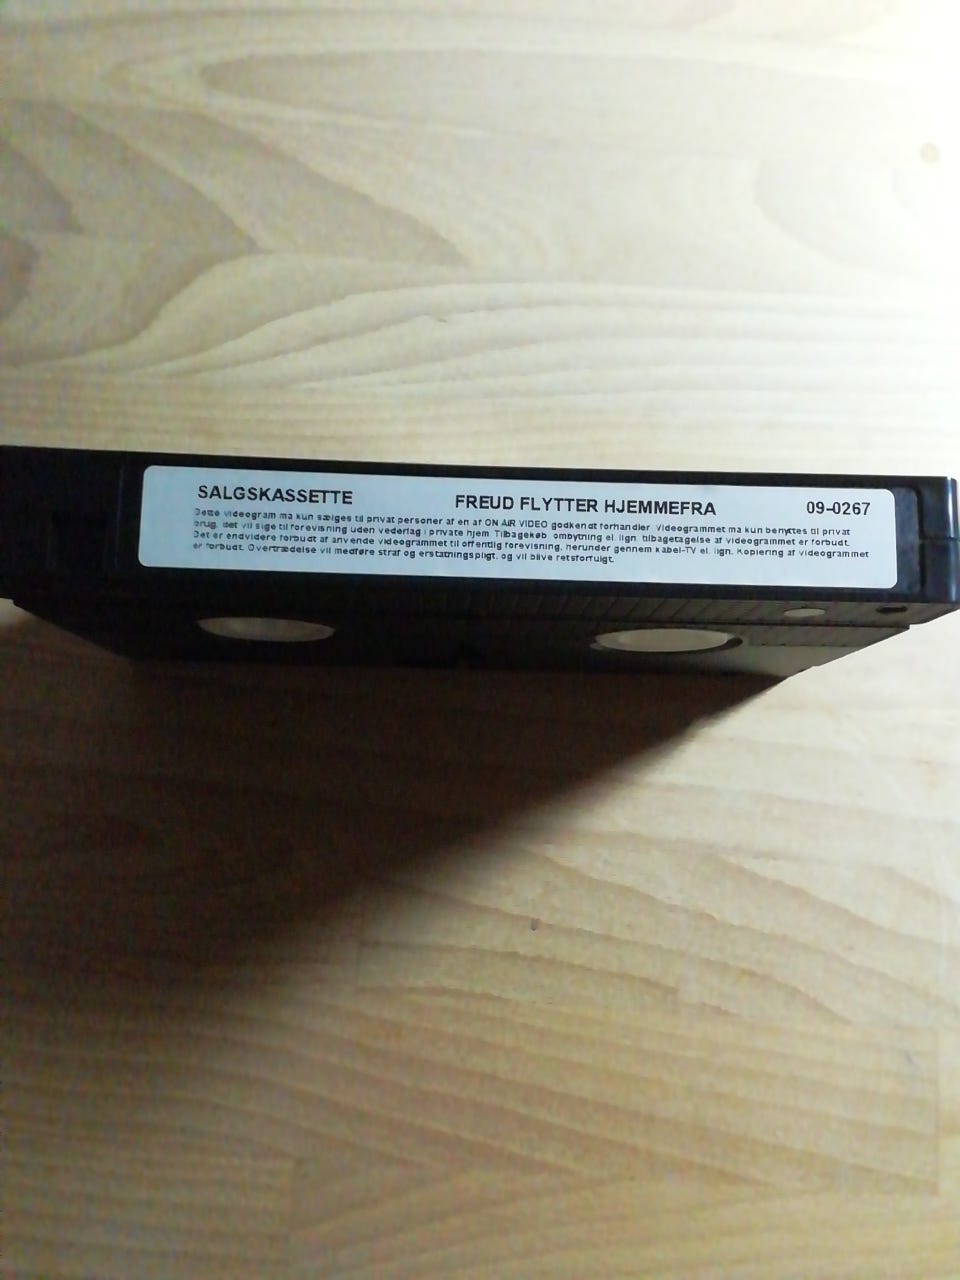 SALGSKASSETTE FREUD FLYTTER HJEMMEFRA 09-0267
Dette videogram ma kun sælges til privat personer af en af ON AIR VIDEO godkendt forhandler. Videogrammet ma kun benyttes til privat
brug, det vil sige til forevisning uden vederlag i private hjem. Tilbagekøb, ombytning el. lign. tilbagetagelse af videogrammet er forbudt.
Det er endvidere forbudt at anvende videogrammet til offentlig forevisning, herunder gennem kabel-TV el. lign. Kopiering af videogrammet
er forbudt. Overtrædelse vil medføre straf og erstatningspligt, og vil blive retsforfulgt.